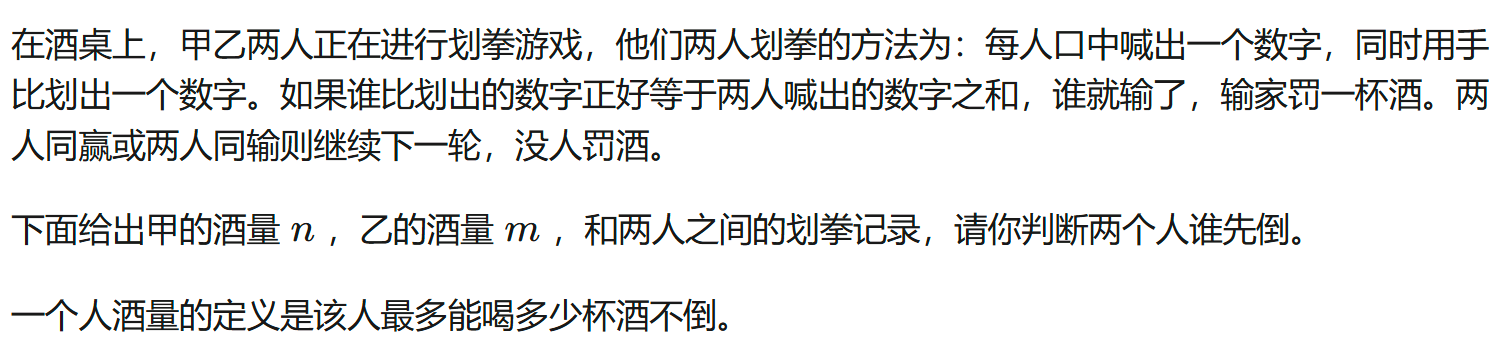 在酒桌上，甲乙两人正在进行划拳游戏，他们两人划拳的方法为：每人口中喊出一个数字，同时用手
比划出一个数字。如果谁比划出的数字正好等于两人喊出的数字之和，谁就输了，输家罚一杯酒。两
人同赢或两人同输则继续下一轮，没人罚酒。
下面给出甲的酒量 n ，乙的酒量 m ，和两人之间的划拳记录，请你判断两个人谁先倒。
一个人酒量的定义是该人最多能喝多少杯酒不倒。